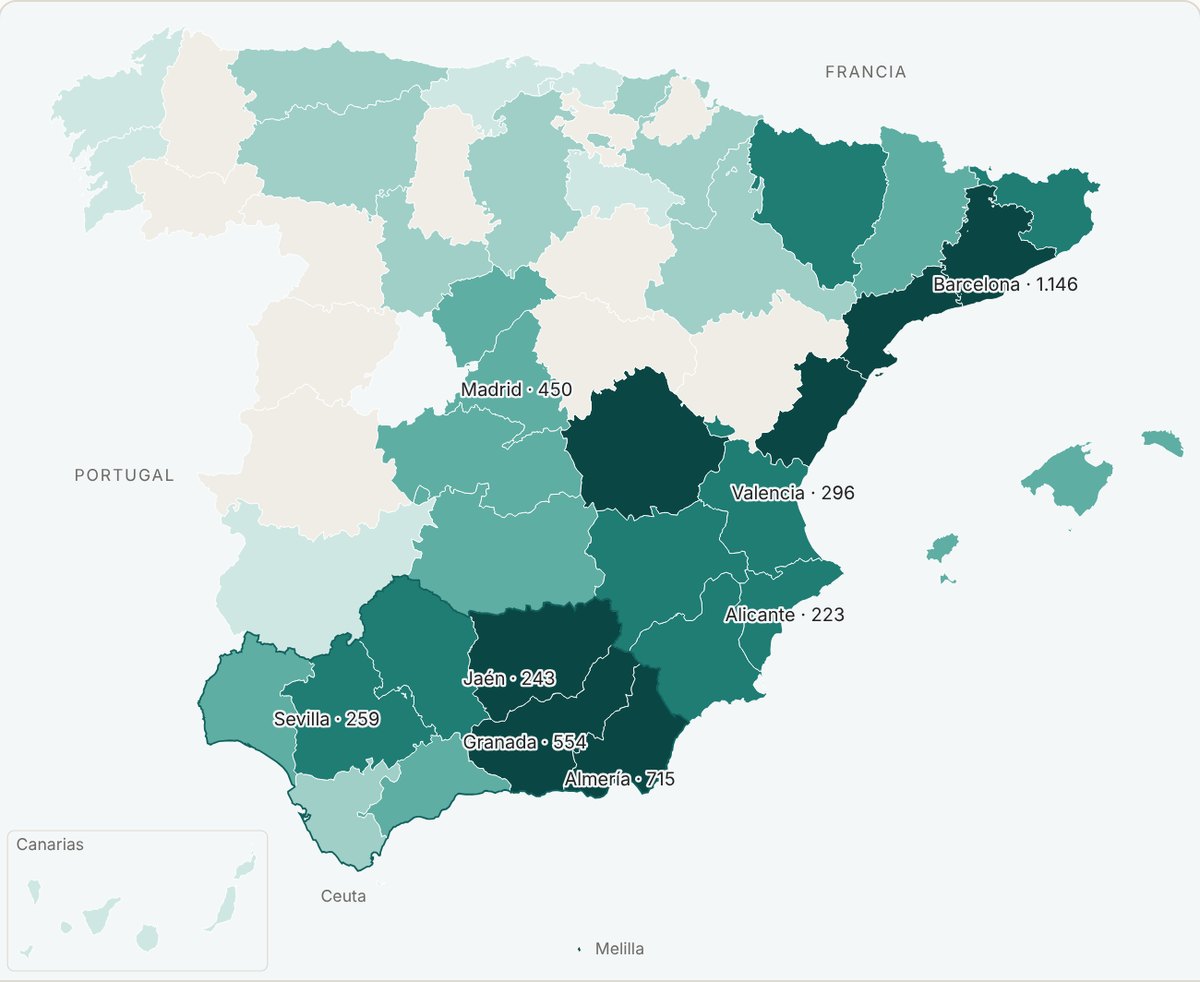 FRANCIA
Barcelona · 1.146
Madrid · 450
PORTUGAL
Valencia · 296
Alicante · 223
Jaén · 243
Sevilla · 259
Granada · 554
Almería · 715
Canarias
Ceuta
Melilla